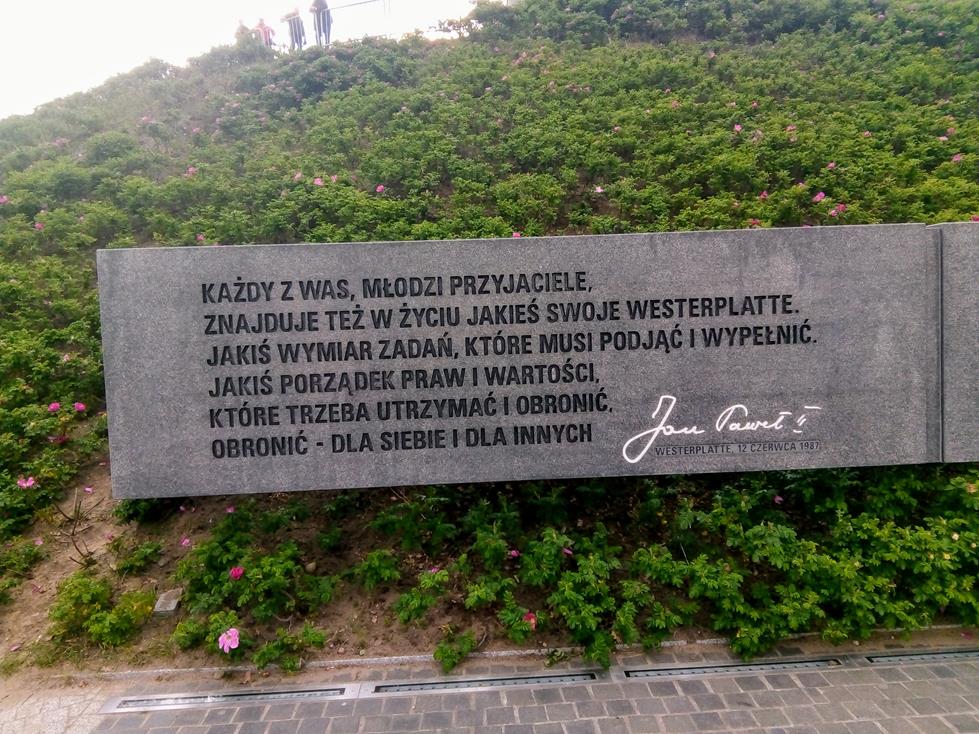 KAŻDY Z WAS, MŁODZI PRZYJACIELE,
ZNAJDUJE TEŻ W ŻYCIU JAKIEŚ SWOJE WESTERPLATTE.
JAKIŚ WYMIAR ZADAŃ, KTÓRE MUSI PODJĄĆ I WYPEŁNIĆ.
JAKIŚ PORZĄDEK PRAW I WARTOŚCI,
KTÓRE TRZEBA UTRZYMAĆ I OBRONIĆ.
OBRONIĆ - DLA SIEBIE I DLA INNYCH
Jan Paweł II
WESTERPLATTE, 12 CZERWCA 1987